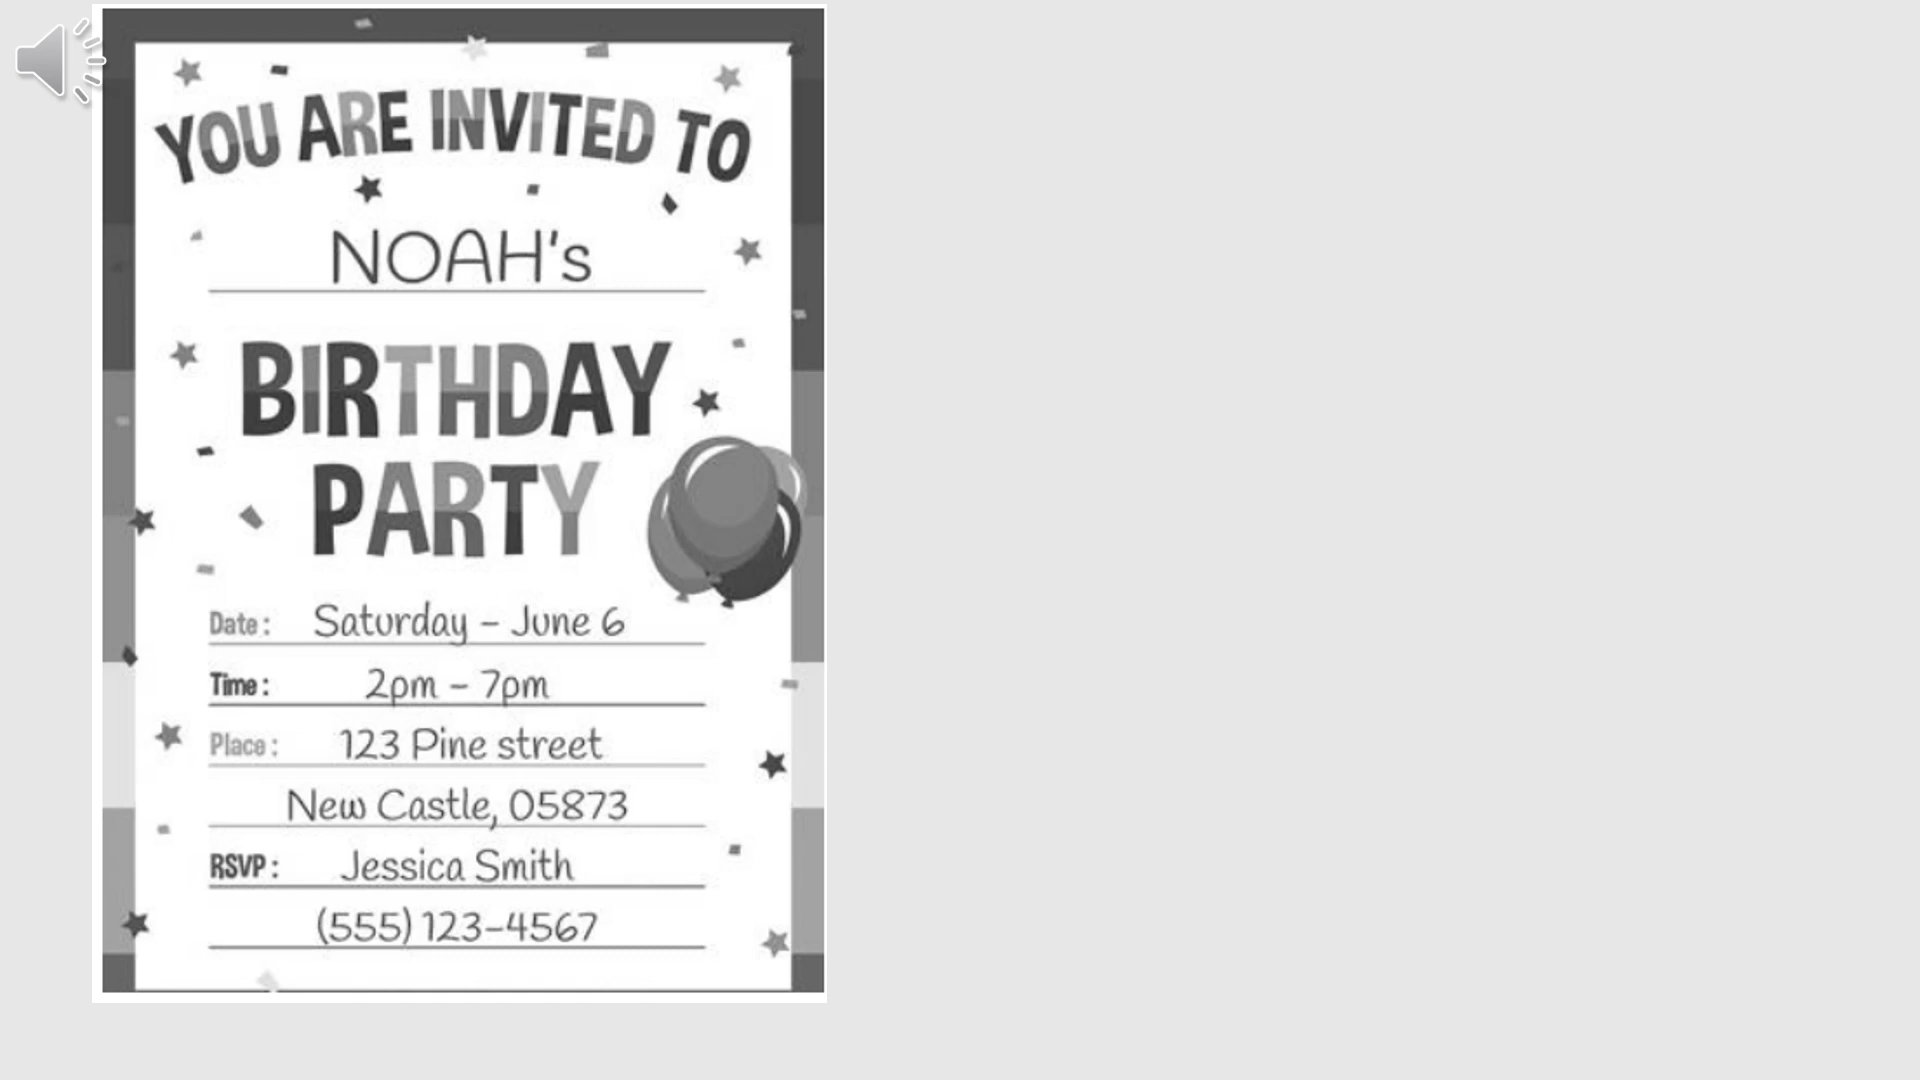 YOU ARE INVITED TO
NOAH's
BIRTHDAY
PARTY
Date: Saturday - June 6
Time: 2pm - 7pm
Place: 123 Pine street
New Castle, 05873
RSVP: Jessica Smith
(555) 123-4567